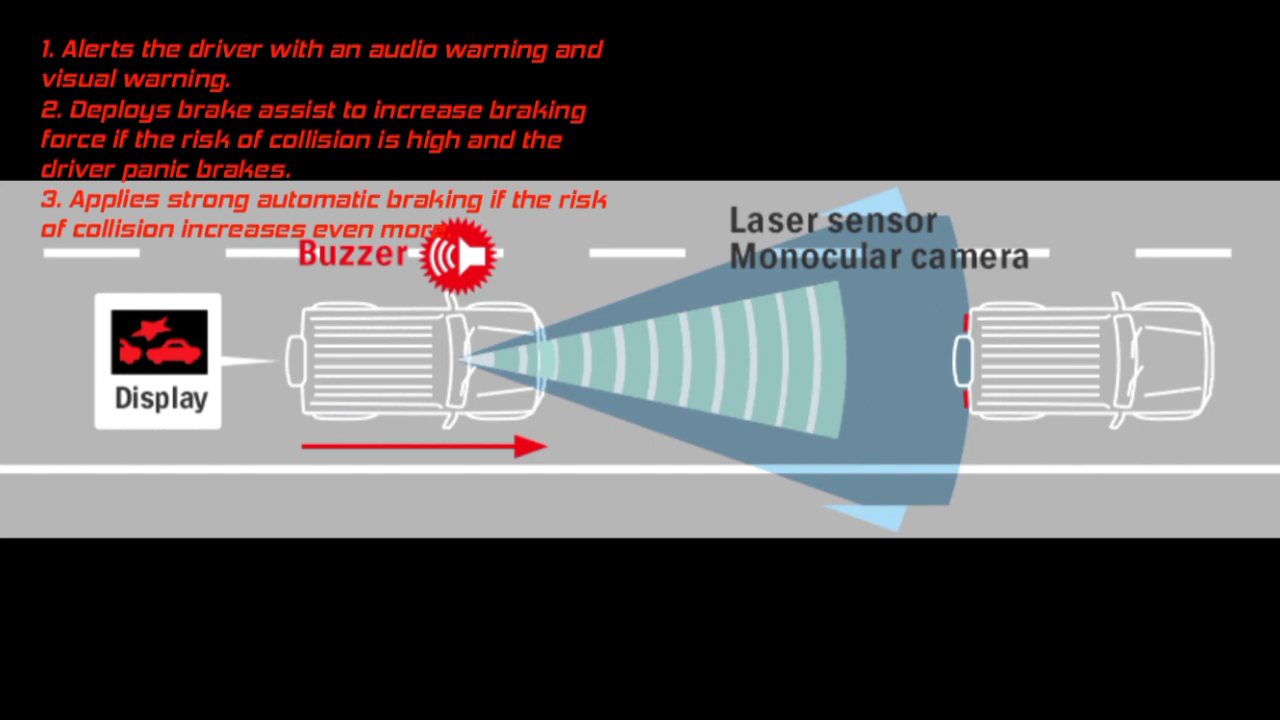 1. Alerts the driver with an audio warning and
visual warning.
2. Deploys brake assist to increase braking
force if the risk of collision is high and the
driver panic brakes.
3. Applies strong automatic braking if the risk
of collision increases even more.
Buzzer
Laser sensor
Monocular camera
Display